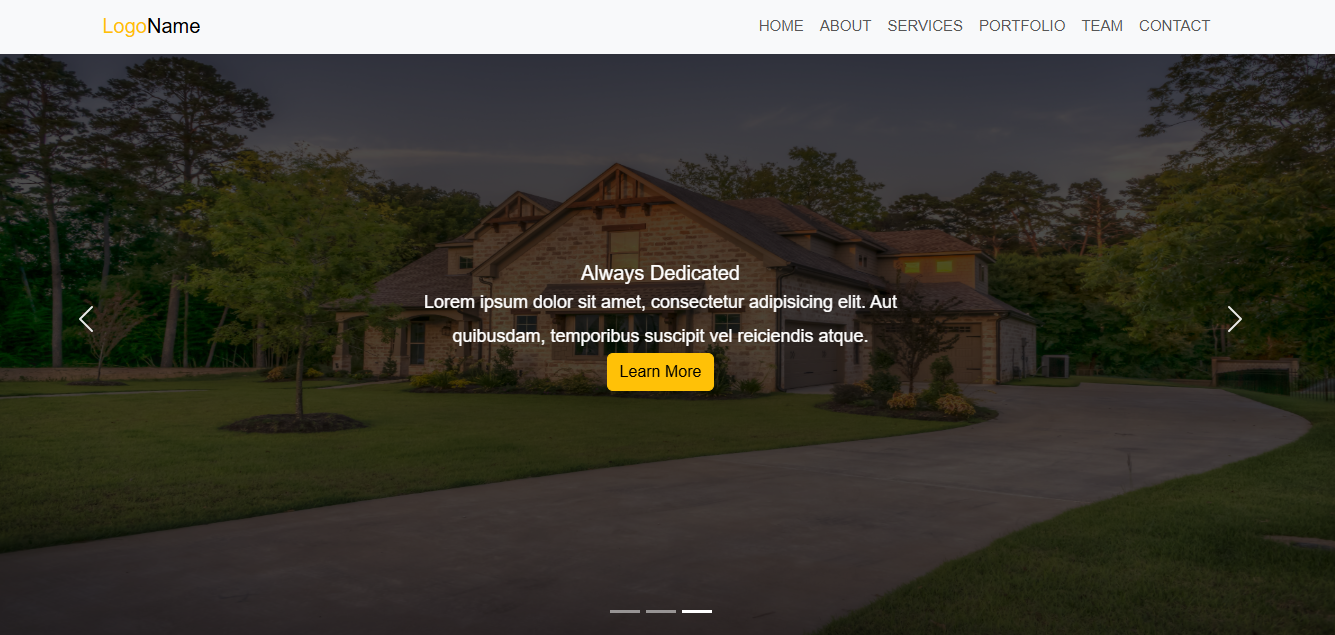 LogoName
HOME ABOUT SERVICES PORTFOLIO TEAM CONTACT
Always Dedicated
Lorem ipsum dolor sit amet, consectetur adipisicing elit. Aut
quibusdam, temporibus suscipit vel reiciendis atque.
Learn More